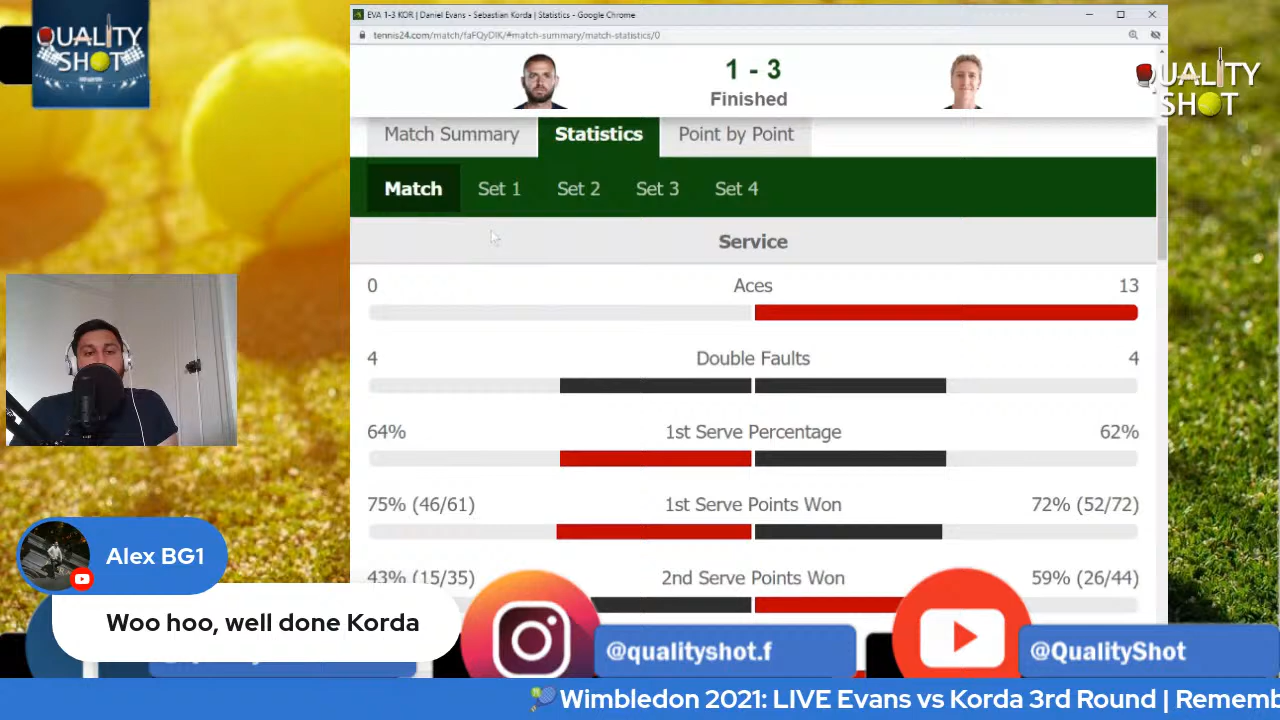 QUALITY
SHOT
EVA 1-3 KOR | Daniel Evans - Sebastian Korda | Statistics - Google Chrome
tennis24.com/match/faFQyDIK/#match-summary/match-statistics/0
1 - 3
Finished
QUALITY
SHOT
Match Summary Statistics Point by Point
Match Set 1 Set 2 Set 3 Set 4
Service
0 Aces 13
4 Double Faults 4
64% 1st Serve Percentage 62%
75% (46/61) 1st Serve Points Won 72% (52/72)
43% (15/35) 2nd Serve Points Won 59% (26/44)
Alex BG1
Woo hoo, well done Korda
@qualityshot.f
@QualityShot
🎾 Wimbledon 2021: LIVE Evans vs Korda 3rd Round | Rememb